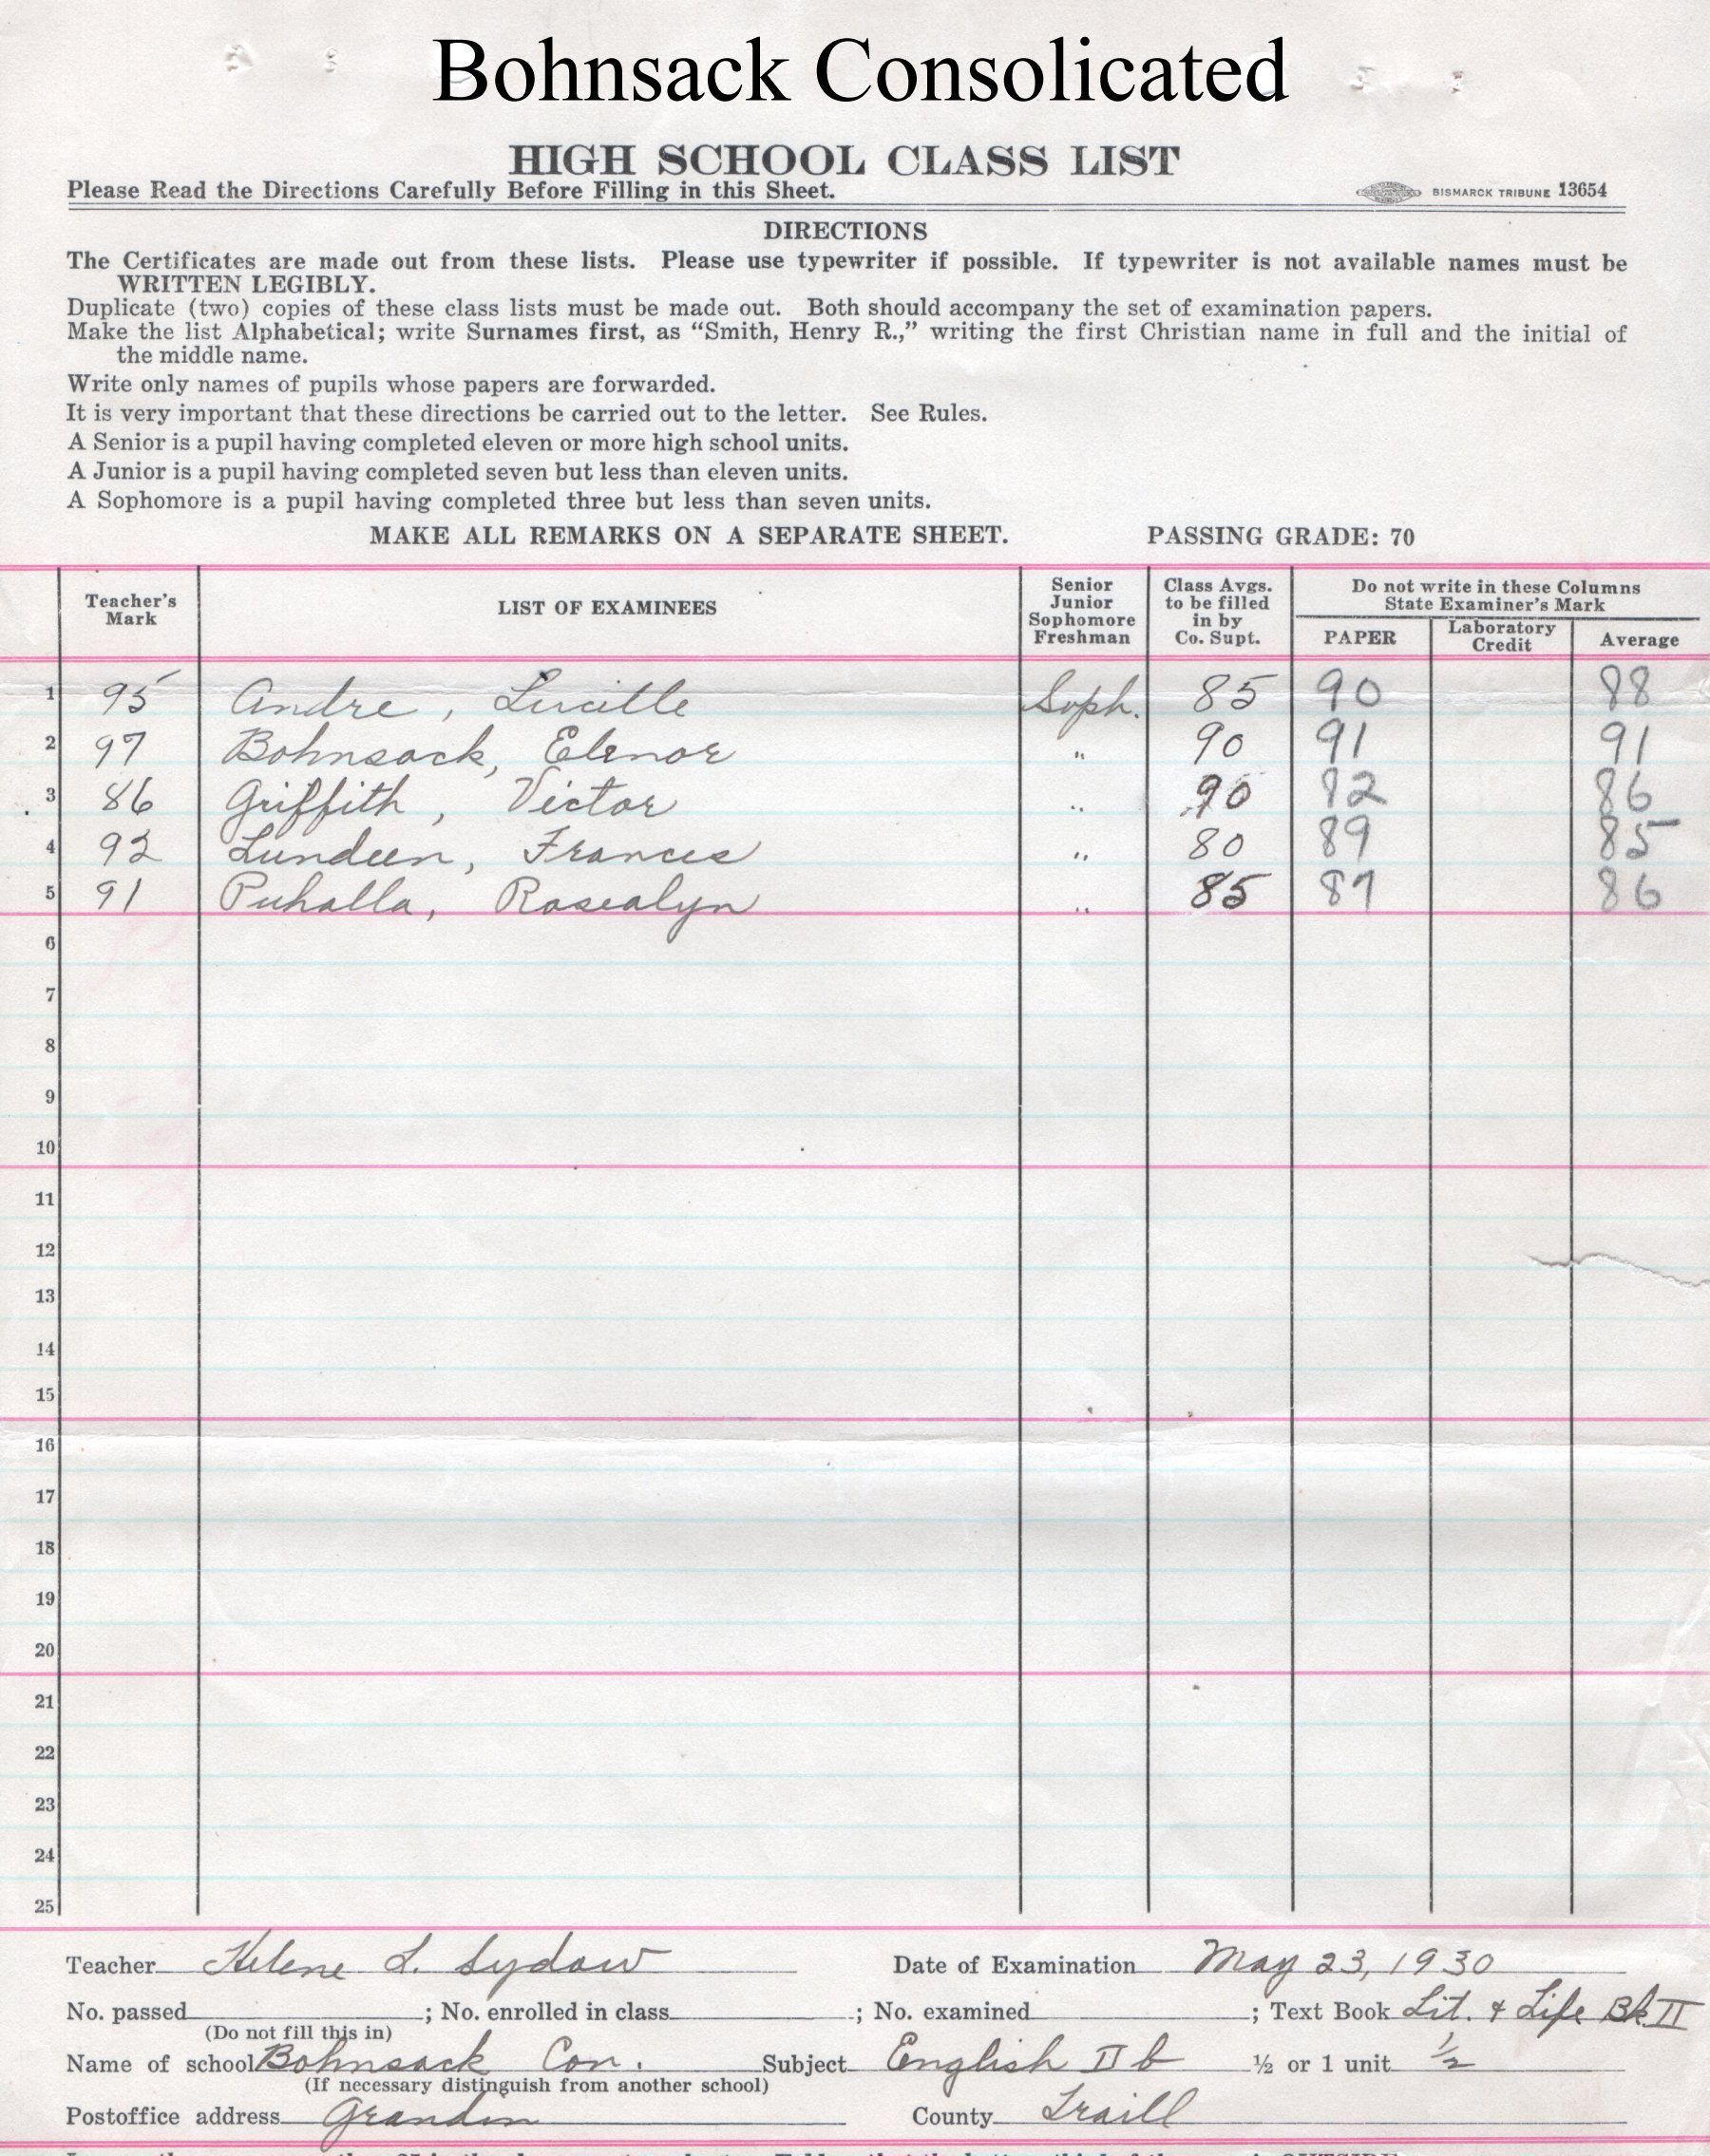 Bohnsack Consolicated
HIGH SCHOOL CLASS LIST
Please Read the Directions Carefully Before Filling in this Sheet. BISMARCK TRIBUNE 13654
DIRECTIONS
The Certificates are made out from these lists. Please use typewriter if possible. If typewriter is not available names must be
WRITTEN LEGIBLY.
Duplicate (two) copies of these class lists must be made out. Both should accompany the set of examination papers.
Make the list Alphabetical; write Surnames first, as “Smith, Henry R.,” writing the first Christian name in full and the initial of
the middle name.
Write only names of pupils whose papers are forwarded.
It is very important that these directions be carried out to the letter. See Rules.
A Senior is a pupil having completed eleven or more high school units.
A Junior is a pupil having completed seven but less than eleven units.
A Sophomore is a pupil having completed three but less than seven units.
MAKE ALL REMARKS ON A SEPARATE SHEET. PASSING GRADE: 70
Teacher's Mark LIST OF EXAMINEES Senior Junior Sophomore Freshman Class Avgs. to be filled in by Co. Supt. Do not write in these Columns State Examiner's Mark PAPER Laboratory Credit Average
1 95 Andre, Lucille Soph. 85 90 88
2 97 Bohnsack, Elenor " 90 91 91
3 86 Griffith, Victor " 90 82 86
4 92 Lundeen, Frances " 80 89 85
5 91 Puhalla, Rosealyn " 85 87 86
6
7
8
9
10
11
12
13
14
15
16
17
18
19
20
21
22
23
24
25
Teacher Helene L. Sydow Date of Examination May 23, 1930
No. passed ; No. enrolled in class ; No. examined ; Text Book Lit. & Life Bk II
(Do not fill this in)
Name of school Bohnsack Con. Subject English II b ½ or 1 unit ½
(If necessary distinguish from another school)
Postoffice address Grandin County Traill